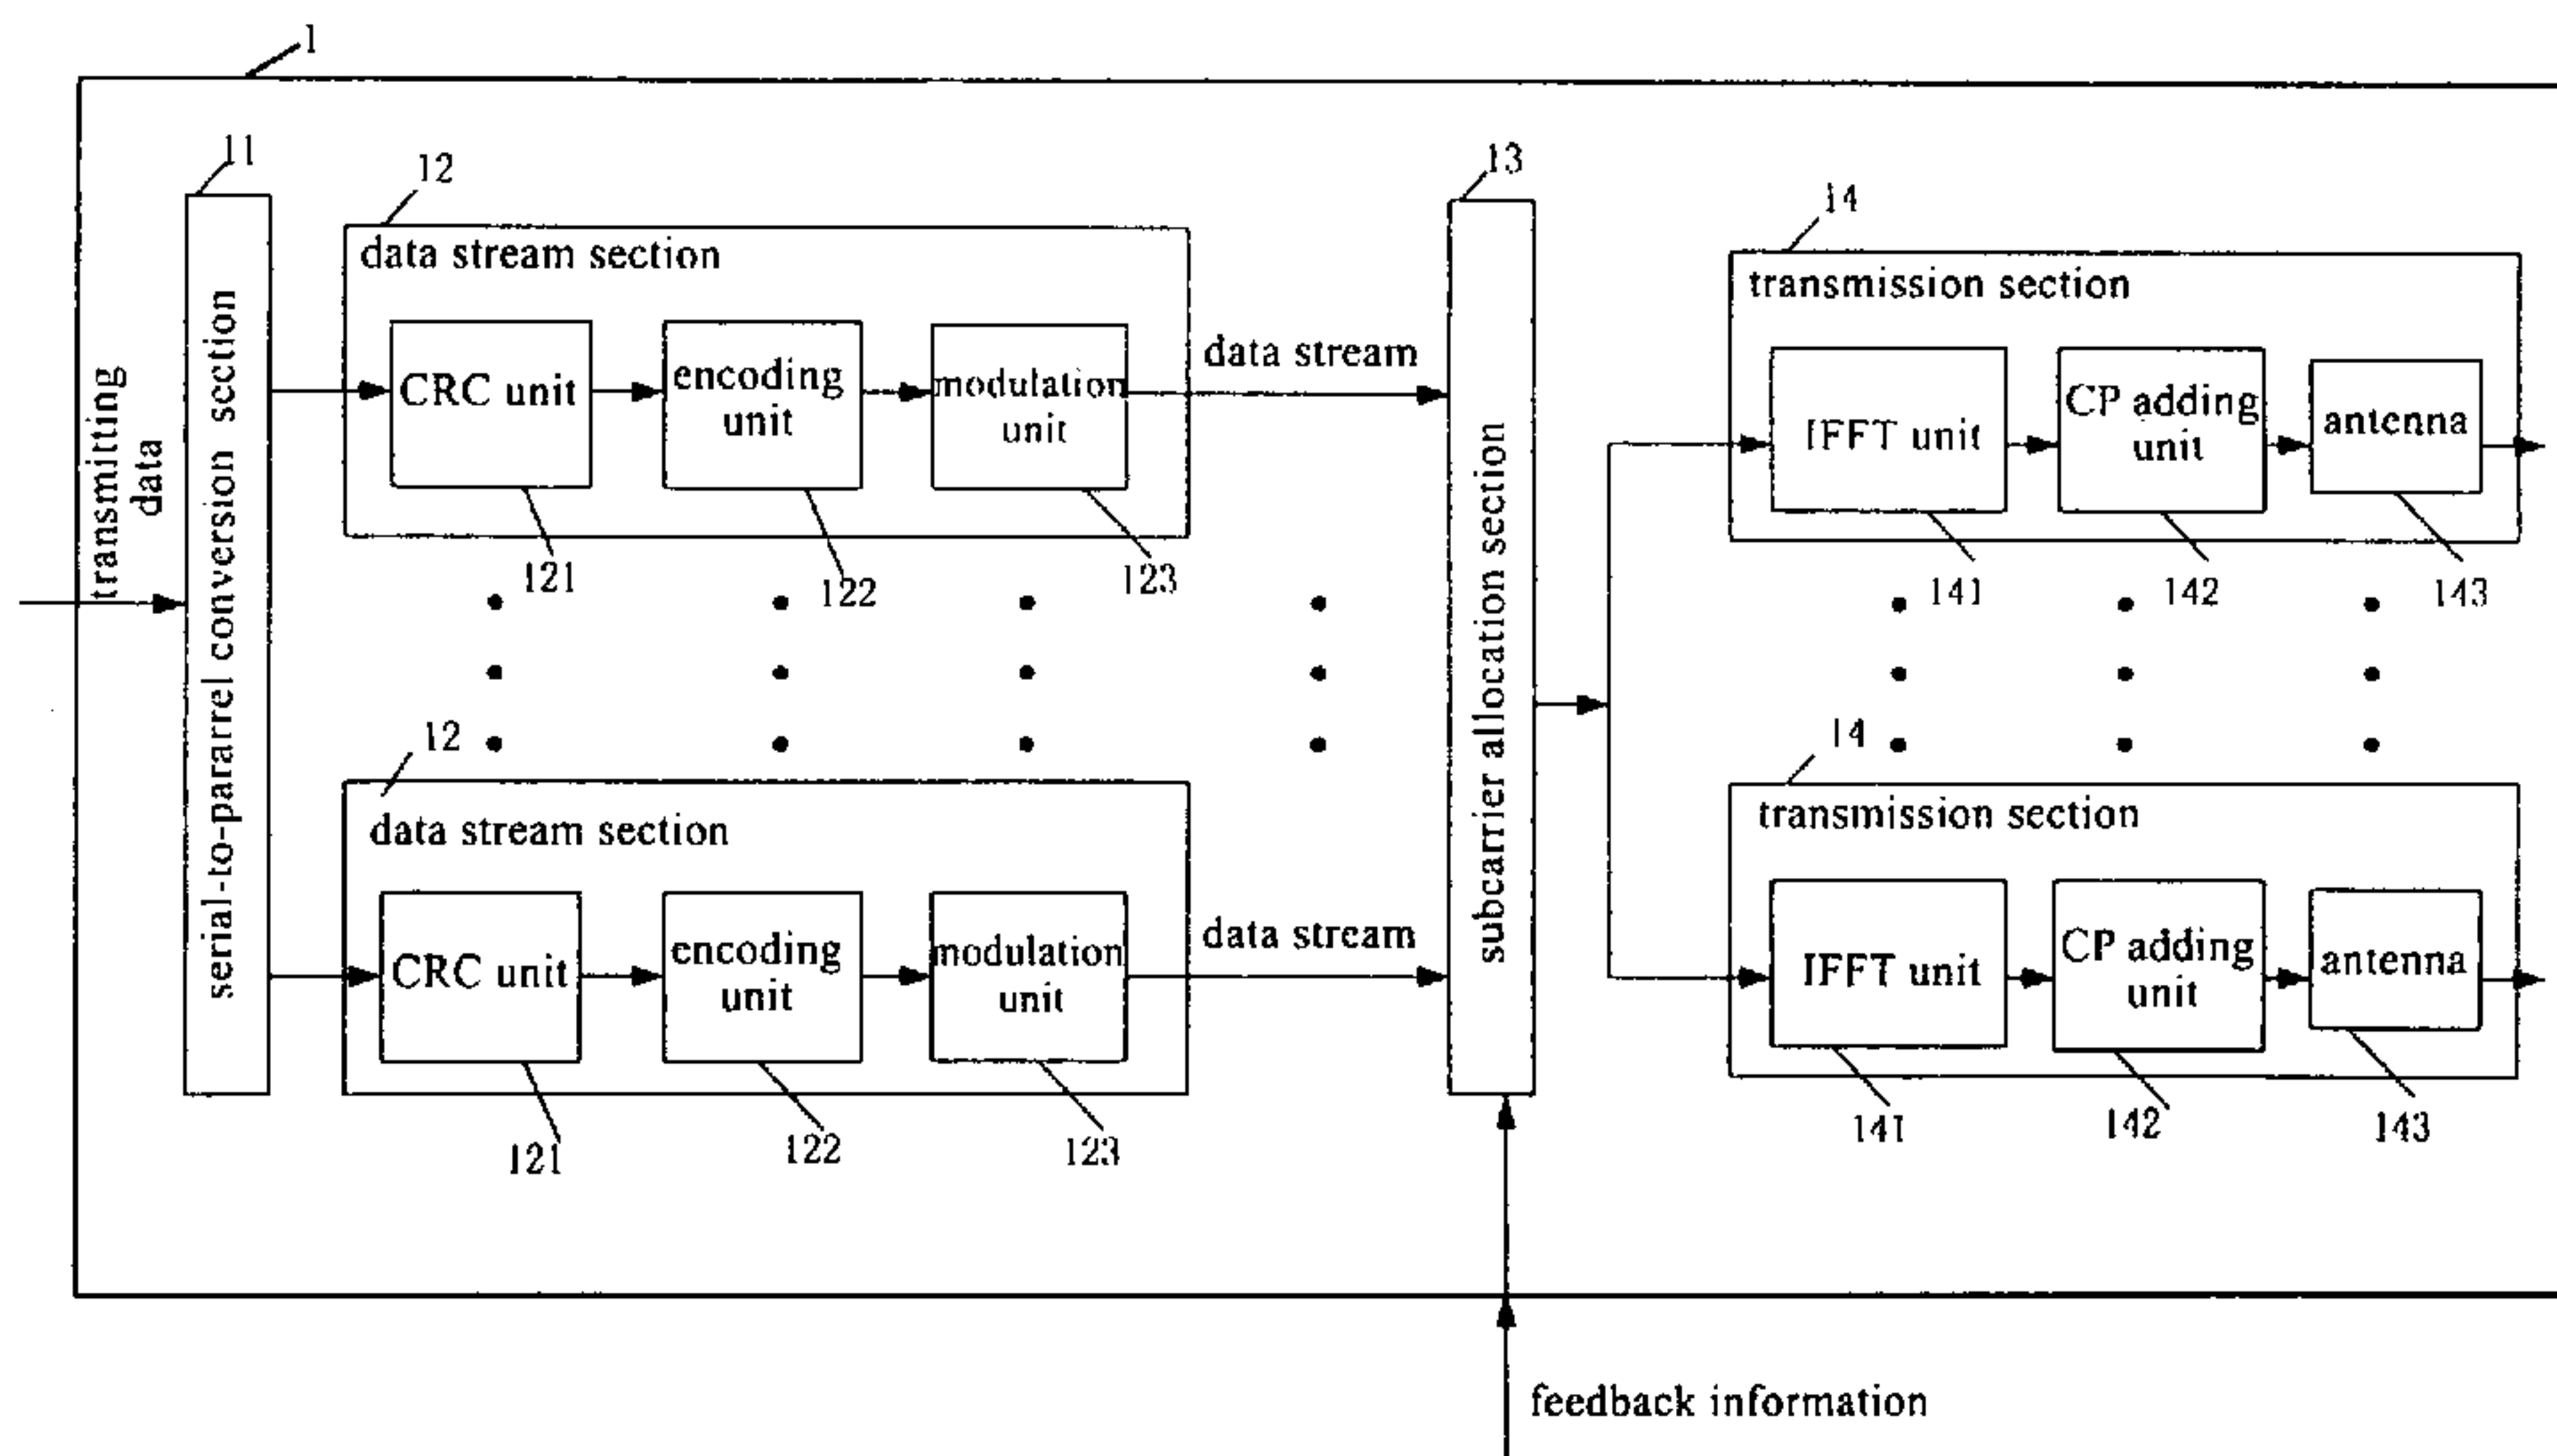 1
11
12
13
14
data stream section
transmission section
transmitting
data
serial-to-pararrel conversion section
CRC unit
encoding
unit
modulation
unit
data stream
subcarrier allocation section
IFFT unit
CP adding
unit
antenna
121
122
123
141
142
143
12
14
data stream section
transmission section
CRC unit
encoding
unit
modulation
unit
data stream
IFFT unit
CP adding
unit
antenna
121
122
123
141
142
143
feedback information